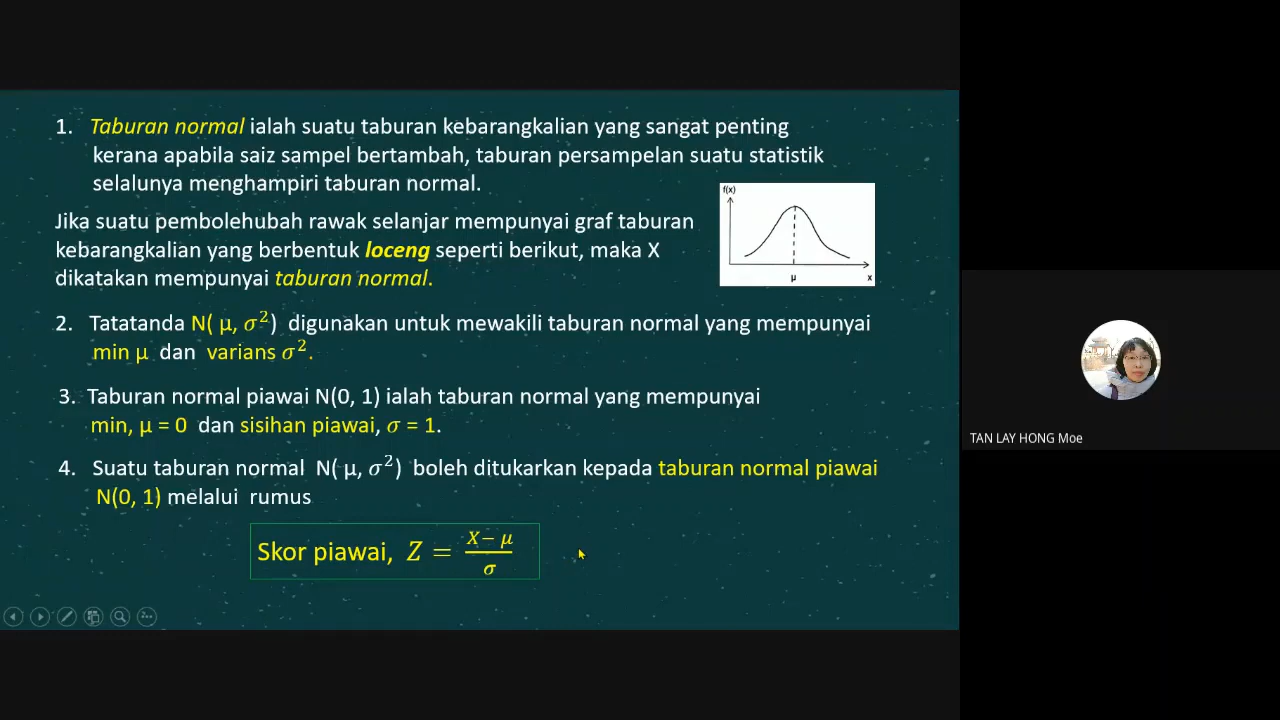 1. Taburan normal ialah suatu taburan kebarangkalian yang sangat penting
kerana apabila saiz sampel bertambah, taburan persampelan suatu statistik
selalunya menghampiri taburan normal.
Jika suatu pembolehubah rawak selanjar mempunyai graf taburan
kebarangkalian yang berbentuk loceng seperti berikut, maka X
dikatakan mempunyai taburan normal.
f(x)
μ
x
2. Tatatanda N( μ, σ²) digunakan untuk mewakili taburan normal yang mempunyai
min μ dan varians σ².
3. Taburan normal piawai N(0, 1) ialah taburan normal yang mempunyai
min, μ = 0 dan sisihan piawai, σ = 1.
4. Suatu taburan normal N( μ, σ²) boleh ditukarkan kepada taburan normal piawai
N(0, 1) melalui rumus
Skor piawai, Z = (X− μ)/σ
TAN LAY HONG Moe